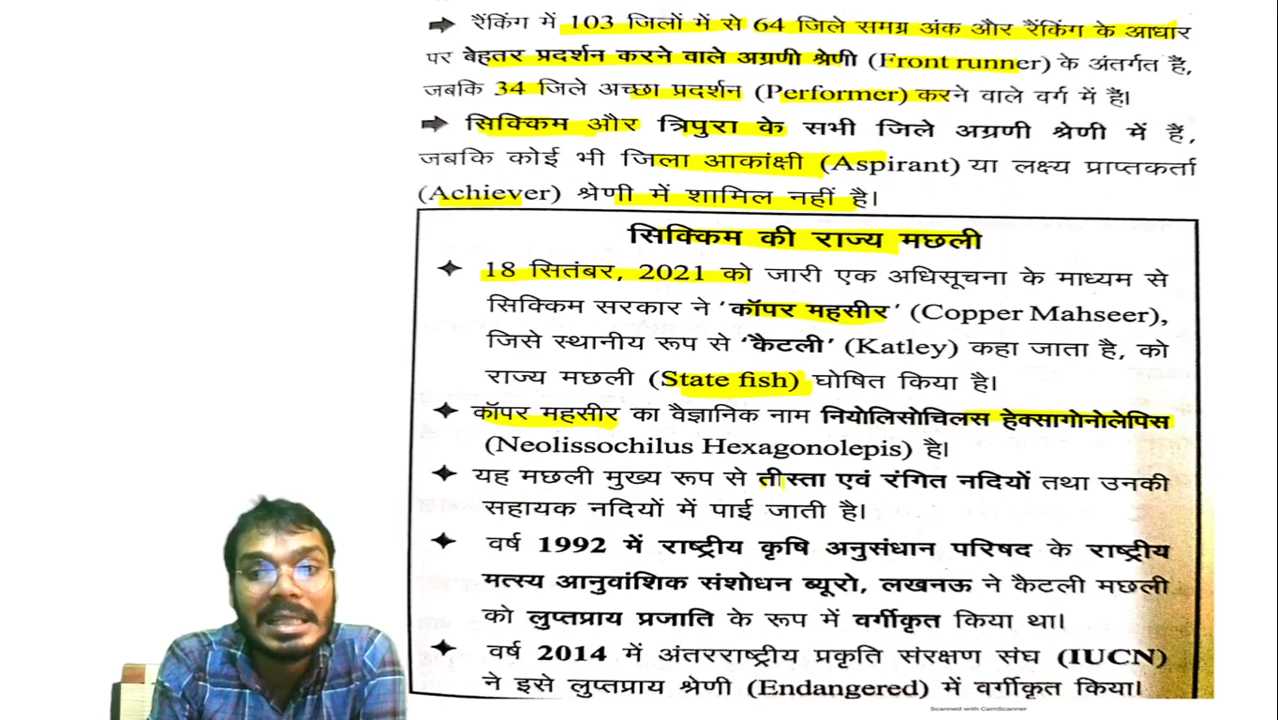 ➡ रैंकिंग में 103 जिलों में से 64 जिले समग्र अंक और रैंकिंग के आधार
पर बेहतर प्रदर्शन करने वाले अग्रणी श्रेणी (Front runner) के अंतर्गत हैं,
जबकि 34 जिले अच्छा प्रदर्शन (Performer) करने वाले वर्ग में हैं।
➡ सिक्किम और त्रिपुरा के सभी जिले अग्रणी श्रेणी में हैं,
जबकि कोई भी जिला आकांक्षी (Aspirant) या लक्ष्य प्राप्तकर्ता
(Achiever) श्रेणी में शामिल नहीं है।
सिक्किम की राज्य मछली
✦ 18 सितंबर, 2021 को जारी एक अधिसूचना के माध्यम से
सिक्किम सरकार ने 'कॉपर महसीर' (Copper Mahseer),
जिसे स्थानीय रूप से 'कैटली' (Katley) कहा जाता है, को
राज्य मछली (State fish) घोषित किया है।
✦ कॉपर महसीर का वैज्ञानिक नाम नियोलिसोचिलस हेक्सागोनोलेपिस
(Neolissochilus Hexagonolepis) है।
✦ यह मछली मुख्य रूप से तीस्ता एवं रंगित नदियों तथा उनकी
सहायक नदियों में पाई जाती है।
✦ वर्ष 1992 में राष्ट्रीय कृषि अनुसंधान परिषद के राष्ट्रीय
मत्स्य आनुवांशिक संशोधन ब्यूरो, लखनऊ ने कैटली मछली
को लुप्तप्राय प्रजाति के रूप में वर्गीकृत किया था।
✦ वर्ष 2014 में अंतरराष्ट्रीय प्रकृति संरक्षण संघ (IUCN)
ने इसे लुप्तप्राय श्रेणी (Endangered) में वर्गीकृत किया।
Scanned with CamScanner